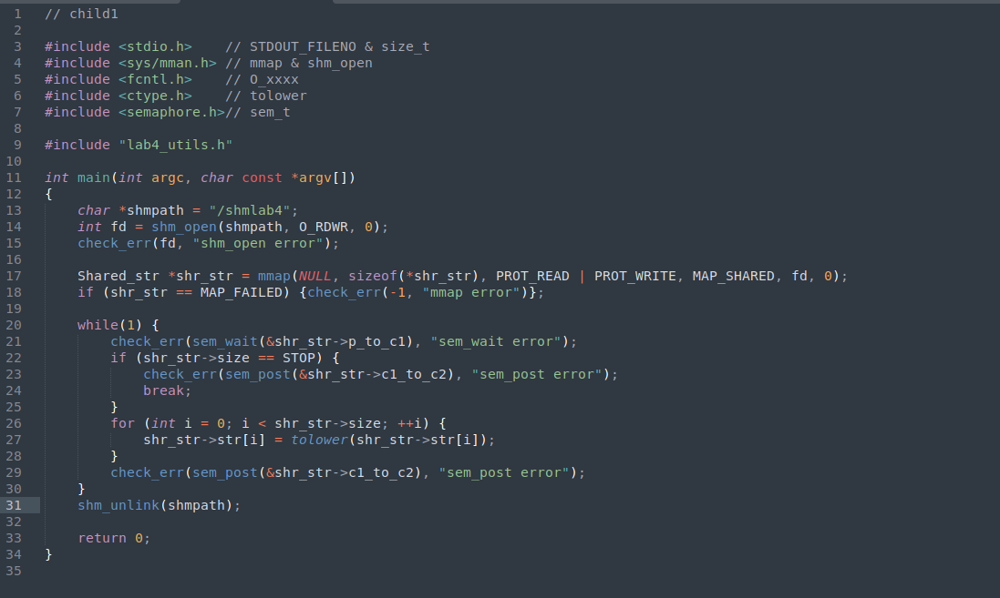 1 // child1
2
3 #include <stdio.h>    // STDOUT_FILENO & size_t
4 #include <sys/mman.h> // mmap & shm_open
5 #include <fcntl.h>    // O_xxxx
6 #include <ctype.h>    // tolower
7 #include <semaphore.h>// sem_t
8
9 #include "lab4_utils.h"
10
11 int main(int argc, char const *argv[])
12 {
13     char *shmpath = "/shmlab4";
14     int fd = shm_open(shmpath, O_RDWR, 0);
15     check_err(fd, "shm_open error");
16
17     Shared_str *shr_str = mmap(NULL, sizeof(*shr_str), PROT_READ | PROT_WRITE, MAP_SHARED, fd, 0);
18     if (shr_str == MAP_FAILED) {check_err(-1, "mmap error")};
19
20     while(1) {
21         check_err(sem_wait(&shr_str->p_to_c1), "sem_wait error");
22         if (shr_str->size == STOP) {
23             check_err(sem_post(&shr_str->c1_to_c2), "sem_post error");
24             break;
25         }
26         for (int i = 0; i < shr_str->size; ++i) {
27             shr_str->str[i] = tolower(shr_str->str[i]);
28         }
29         check_err(sem_post(&shr_str->c1_to_c2), "sem_post error");
30     }
31     shm_unlink(shmpath);
32
33     return 0;
34 }
35